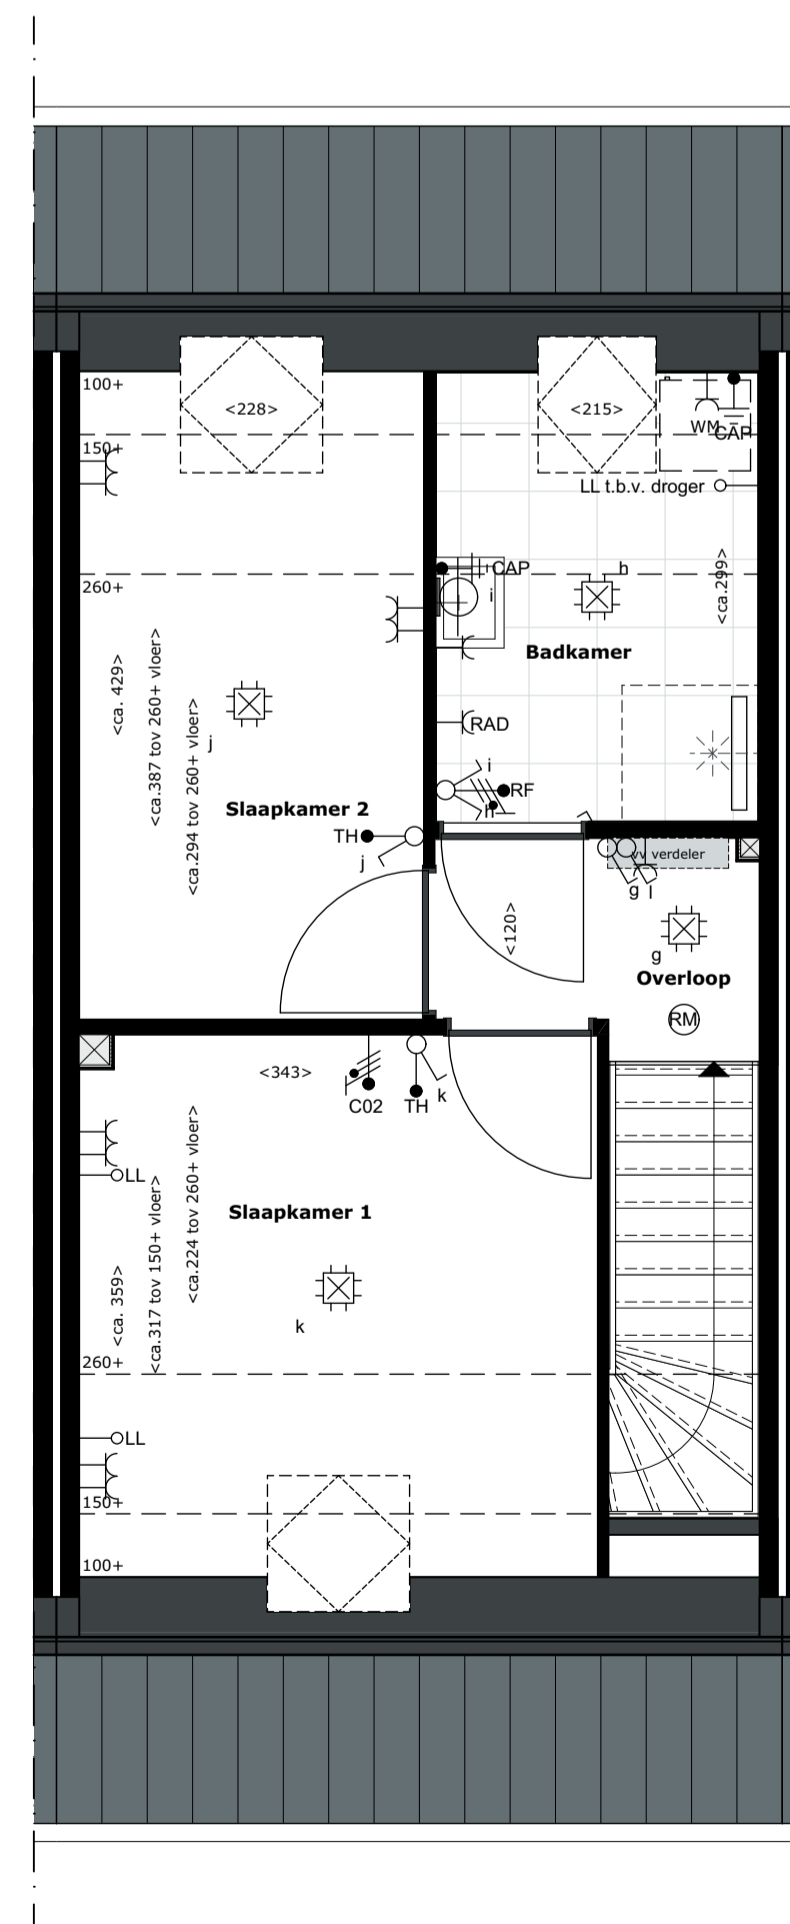 100+
<228>
<215>
150+
WM
CAP
LL t.b.v. droger
260+
CAP
h
i
<ca.299>
Badkamer
<ca. 429>
<ca.387 tov 260+ vloer>
<ca.294 tov 260+ vloer>
j
RAD
i
RF
h
Slaapkamer 2
TH
j
vv verdeler
g
l
<120>
g
Overloop
RM
<343>
C02
TH
k
LL
<ca. 359>
<ca.317 tov 150+ vloer>
<ca.224 tov 260+ vloer>
Slaapkamer 1
k
260+
LL
150+
100+